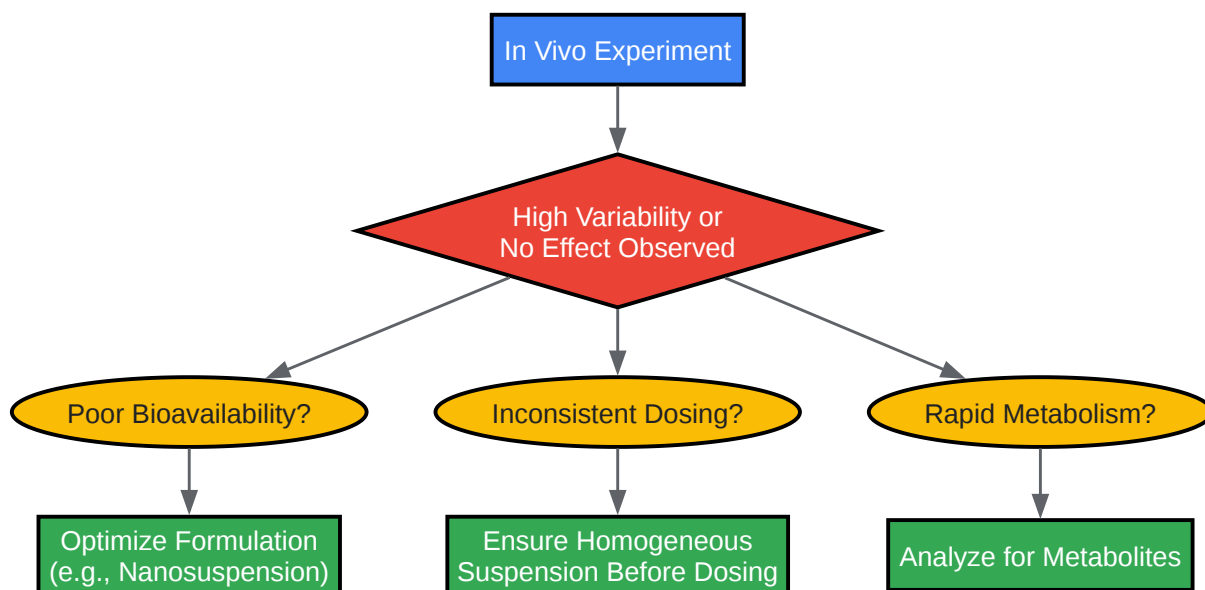 In Vivo Experiment
High Variability or
No Effect Observed
Poor Bioavailability?
Inconsistent Dosing?
Rapid Metabolism?
Optimize Formulation
(e.g., Nanosuspension)
Ensure Homogeneous
Suspension Before Dosing
Analyze for Metabolites